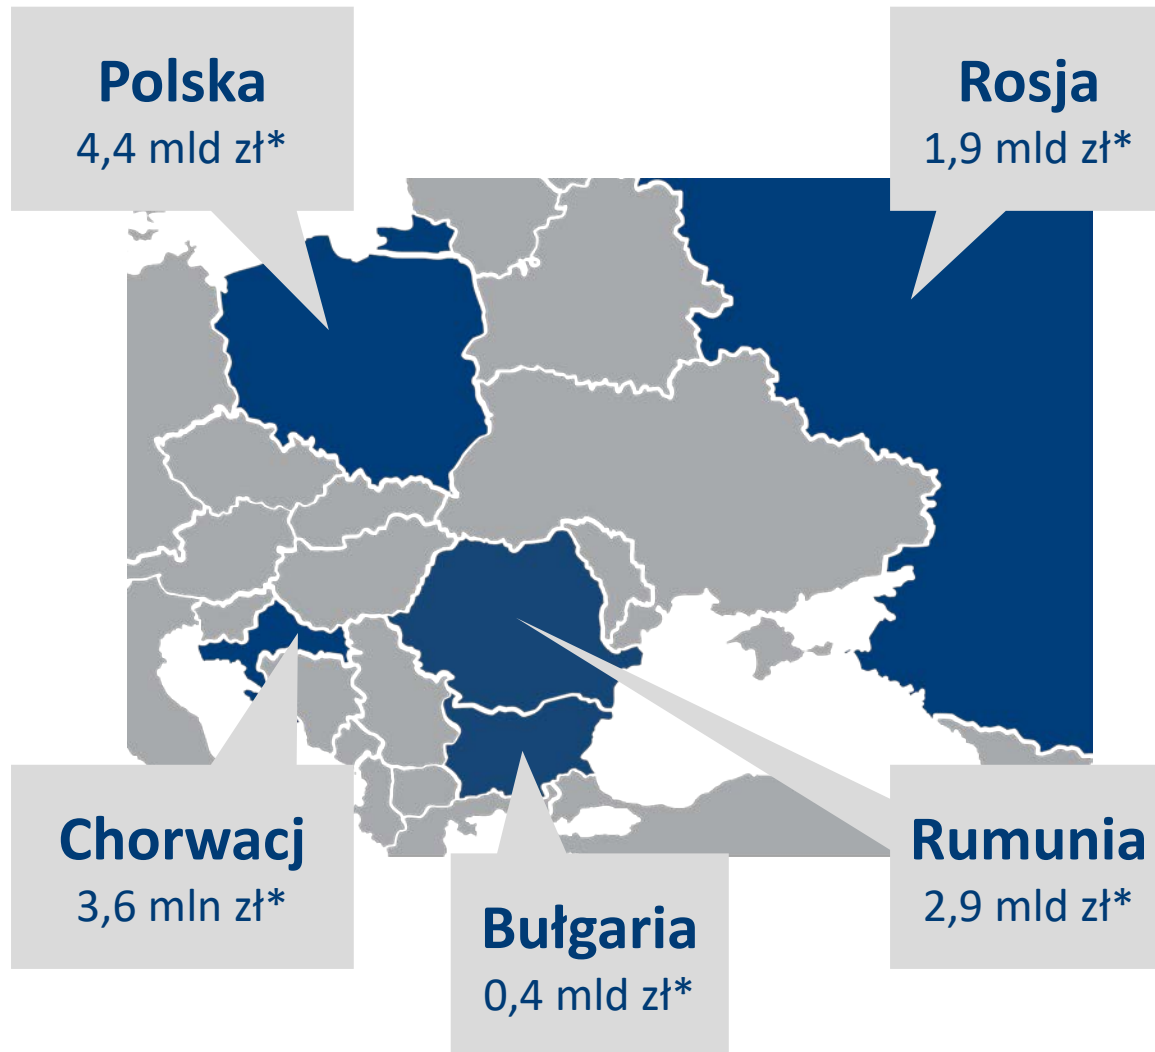 Polska
4,4 mld zł*
Rosja
1,9 mld zł*
Chorwacj
3,6 mln zł*
Bułgaria
0,4 mld zł*
Rumunia
2,9 mld zł*